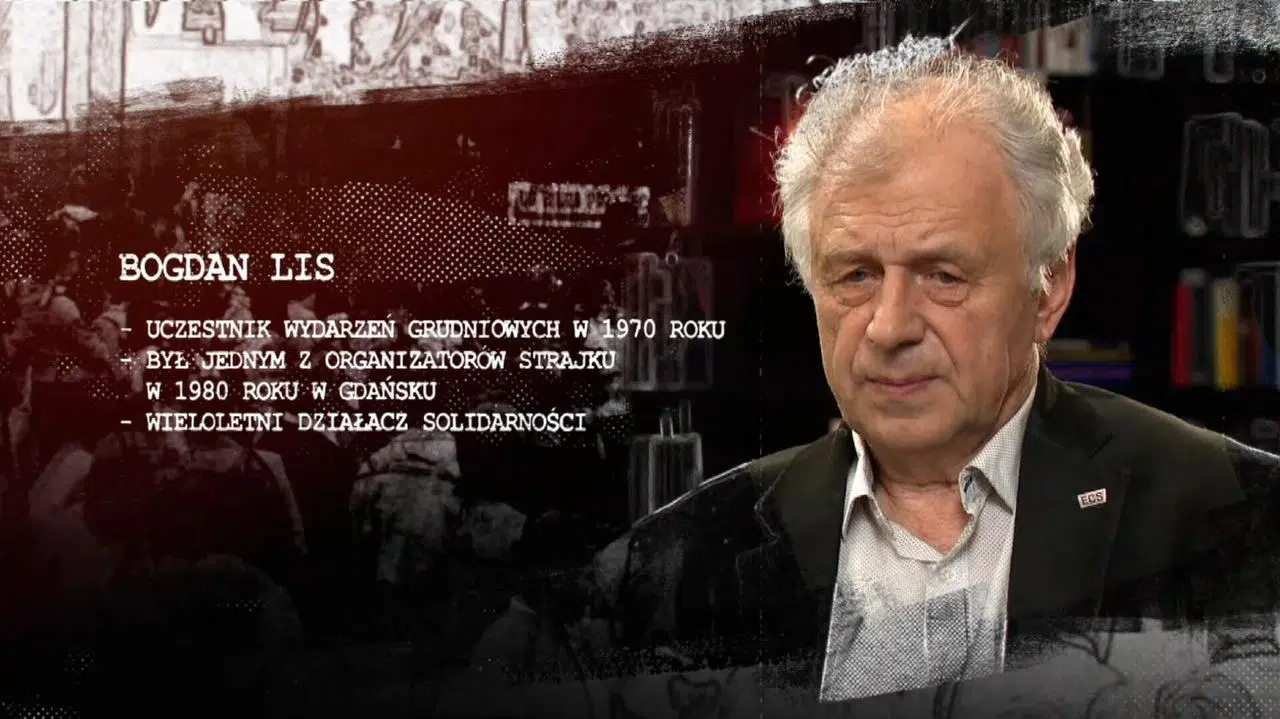 BOGDAN LIS
- UCZESTNIK WYDARZEŃ GRUDNIOWYCH W 1970 ROKU
- BYŁ JEDNYM Z ORGANIZATORÓW STRAJKU
W 1980 ROKU W GDAŃSKU
- WIELOLETNI DZIAŁACZ SOLIDARNOŚCI
ECS